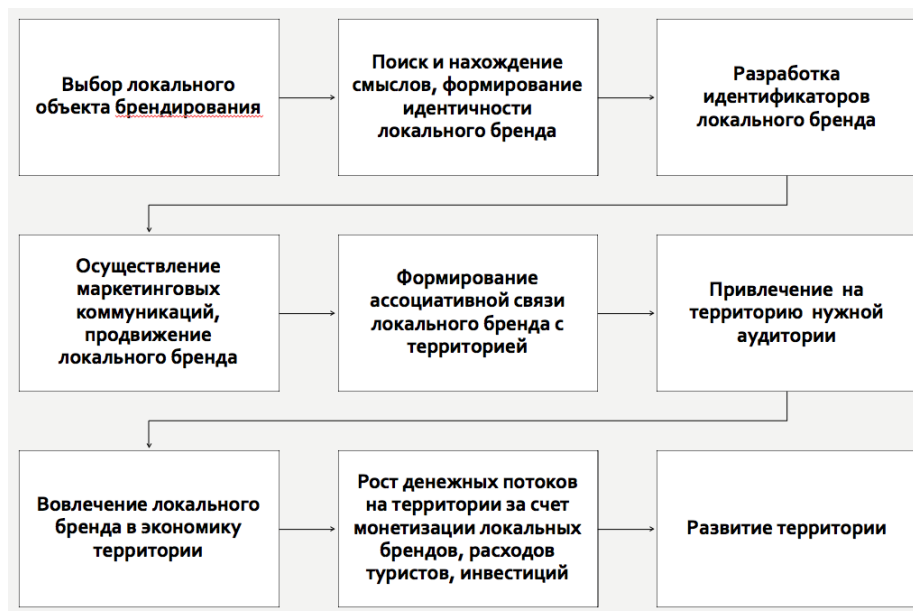 Выбор локального
объекта брендирования
Поиск и нахождение
смыслов, формирование
идентичности
локального бренда
Разработка
идентификаторов
локального бренда
Осуществление
маркетинговых
коммуникаций,
продвижение
локального бренда
Формирование
ассоциативной связи
локального бренда с
территорией
Привлечение на
территорию нужной
аудитории
Вовлечение локального
бренда в экономику
территории
Рост денежных потоков
на территории за счет
монетизации локальных
брендов, расходов
туристов, инвестиций
Развитие территории